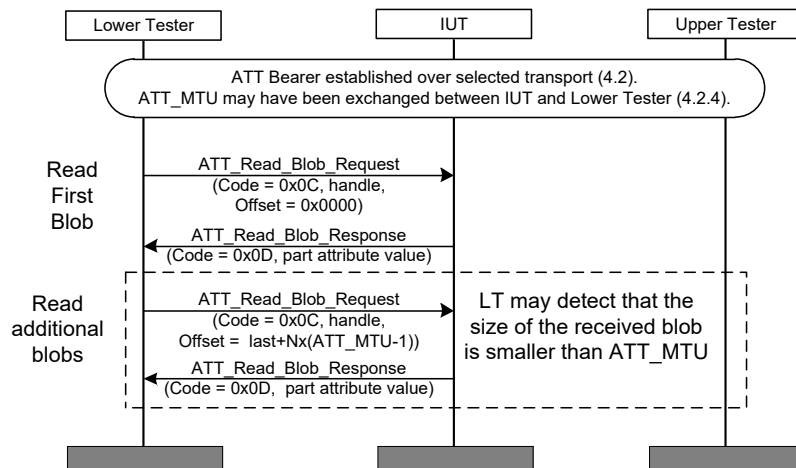 Lower Tester
IUT
Upper Tester
ATT Bearer established over selected transport (4.2).
ATT_MTU may have been exchanged between IUT and Lower Tester (4.2.4).
Read
First
Blob
ATT_Read_Blob_Request
(Code = 0x0C, handle,
Offset = 0x0000)
ATT_Read_Blob_Response
(Code = 0x0D, part attribute value)
Read
additional
blobs
ATT_Read_Blob_Request
(Code = 0x0C, handle,
Offset = last+Nx(ATT_MTU-1))
ATT_Read_Blob_Response
(Code = 0x0D, part attribute value)
LT may detect that the
size of the received blob
is smaller than ATT_MTU